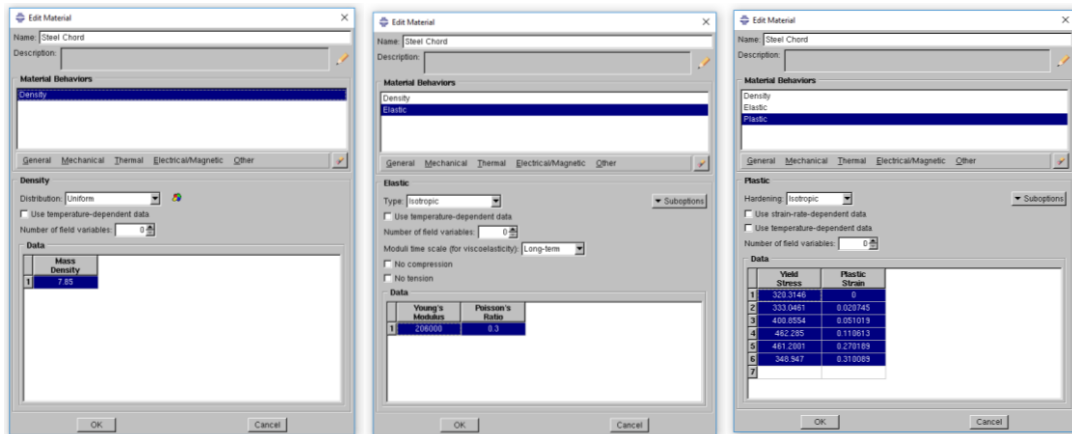 Edit Material
Name: Steel Chord
Description:
Material Behaviors
Density
General Mechanical Thermal Electrical/Magnetic Other
Density
Distribution: Uniform
Use temperature-dependent data
Number of field variables: 0
Data
Mass Density
1 7.85
OK Cancel
Edit Material
Name: Steel Chord
Description:
Material Behaviors
Density
Elastic
General Mechanical Thermal Electrical/Magnetic Other
Elastic
Type: Isotropic Suboptions
Use temperature-dependent data
Number of field variables: 0
Moduli time scale (for viscoelasticity): Long-term
No compression
No tension
Data
Young's Modulus Poisson's Ratio
1 206000 0.3
OK Cancel
Edit Material
Name: Steel Chord
Description:
Material Behaviors
Density
Elastic
Plastic
General Mechanical Thermal Electrical/Magnetic Other
Plastic
Hardening: Isotropic Suboptions
Use strain-rate-dependent data
Use temperature-dependent data
Number of field variables: 0
Data
Yield Stress Plastic Strain
1 320.3146 0
2 333.0461 0.020745
3 400.8554 0.051019
4 462.285 0.110613
5 461.2001 0.270189
6 348.947 0.310089
7
OK Cancel